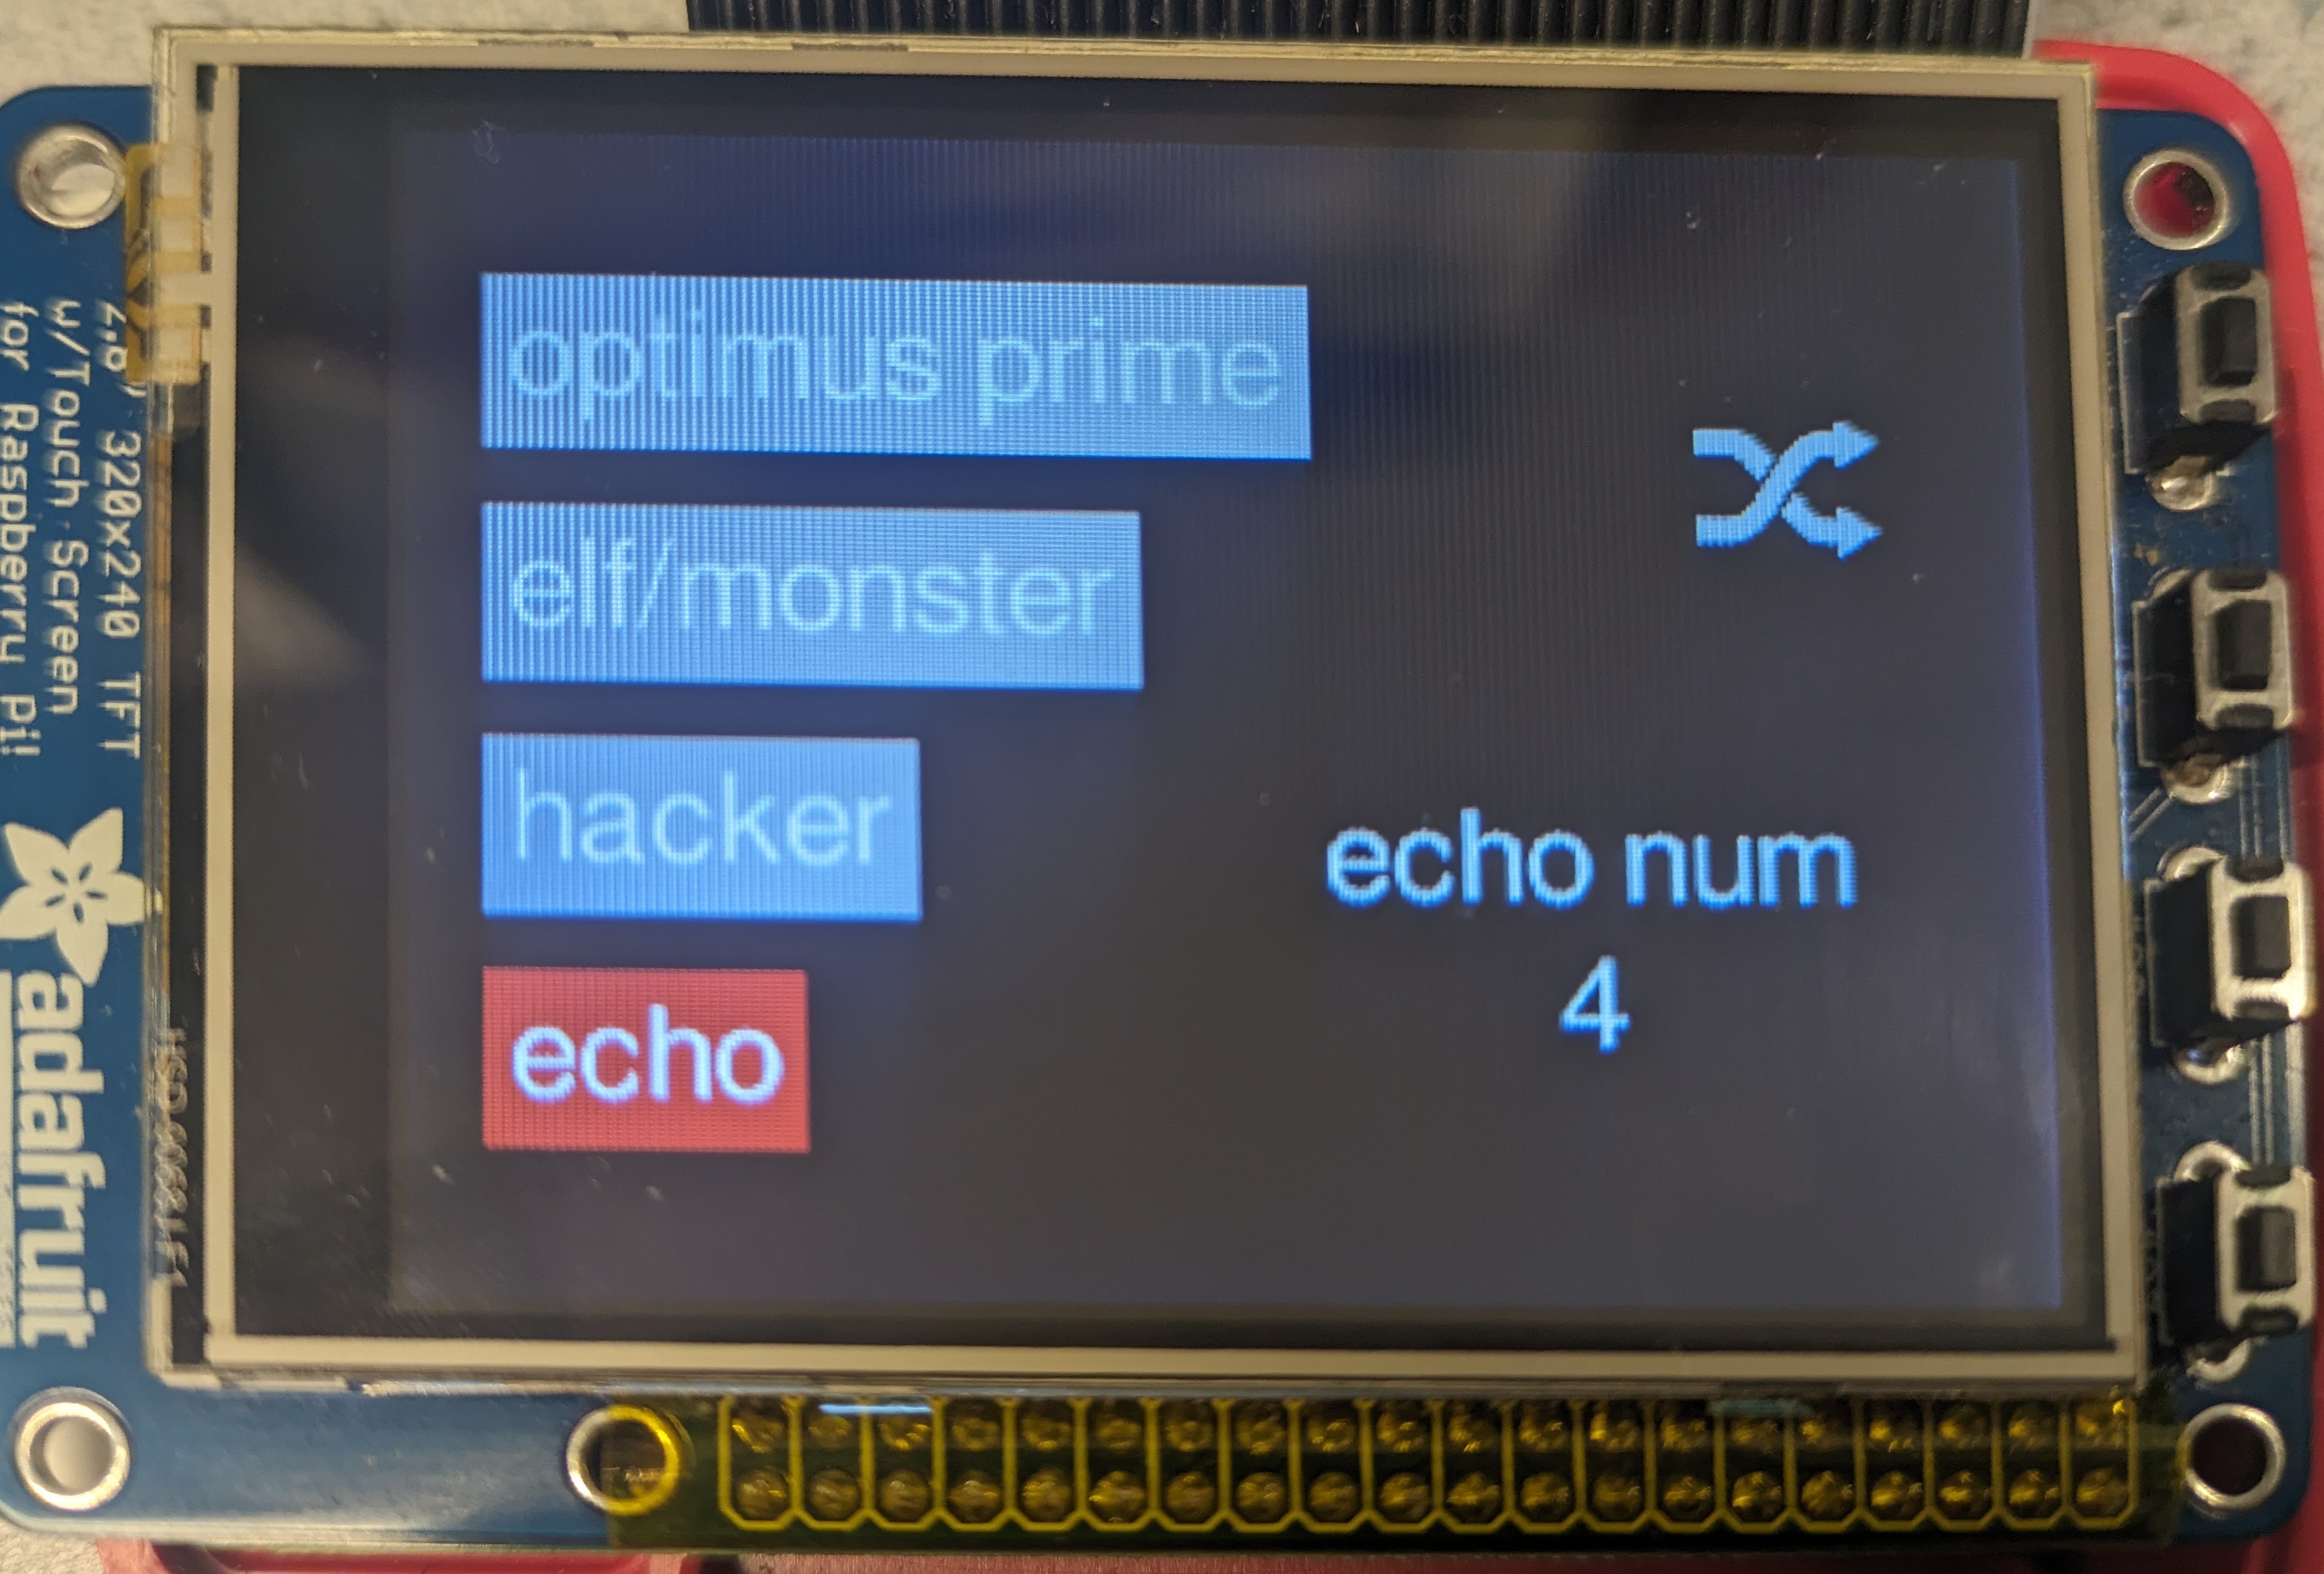 optimus prime
elf/monster
hacker
echo
echo num
4
2.8" 320x240 TFT
w/Touch Screen
for Raspberry Pi!
adafruit